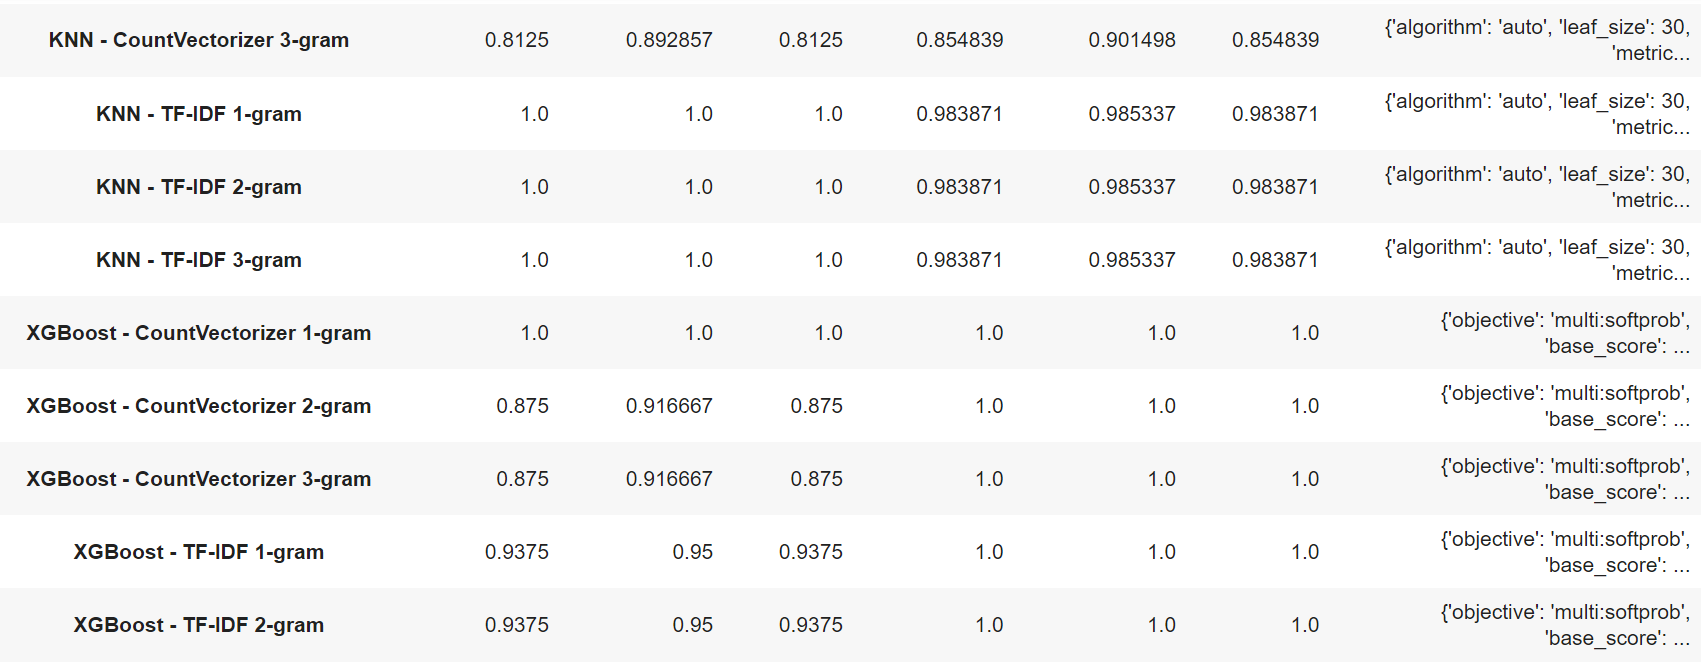 KNN - CountVectorizer 3-gram 0.8125 0.892857 0.8125 0.854839 0.901498 0.854839 {'algorithm': 'auto', 'leaf_size': 30,
'metric...
KNN - TF-IDF 1-gram 1.0 1.0 1.0 0.983871 0.985337 0.983871 {'algorithm': 'auto', 'leaf_size': 30,
'metric...
KNN - TF-IDF 2-gram 1.0 1.0 1.0 0.983871 0.985337 0.983871 {'algorithm': 'auto', 'leaf_size': 30,
'metric...
KNN - TF-IDF 3-gram 1.0 1.0 1.0 0.983871 0.985337 0.983871 {'algorithm': 'auto', 'leaf_size': 30,
'metric...
XGBoost - CountVectorizer 1-gram 1.0 1.0 1.0 1.0 1.0 1.0 {'objective': 'multi:softprob',
'base_score': ...
XGBoost - CountVectorizer 2-gram 0.875 0.916667 0.875 1.0 1.0 1.0 {'objective': 'multi:softprob',
'base_score': ...
XGBoost - CountVectorizer 3-gram 0.875 0.916667 0.875 1.0 1.0 1.0 {'objective': 'multi:softprob',
'base_score': ...
XGBoost - TF-IDF 1-gram 0.9375 0.95 0.9375 1.0 1.0 1.0 {'objective': 'multi:softprob',
'base_score': ...
XGBoost - TF-IDF 2-gram 0.9375 0.95 0.9375 1.0 1.0 1.0 {'objective': 'multi:softprob',
'base_score': ...